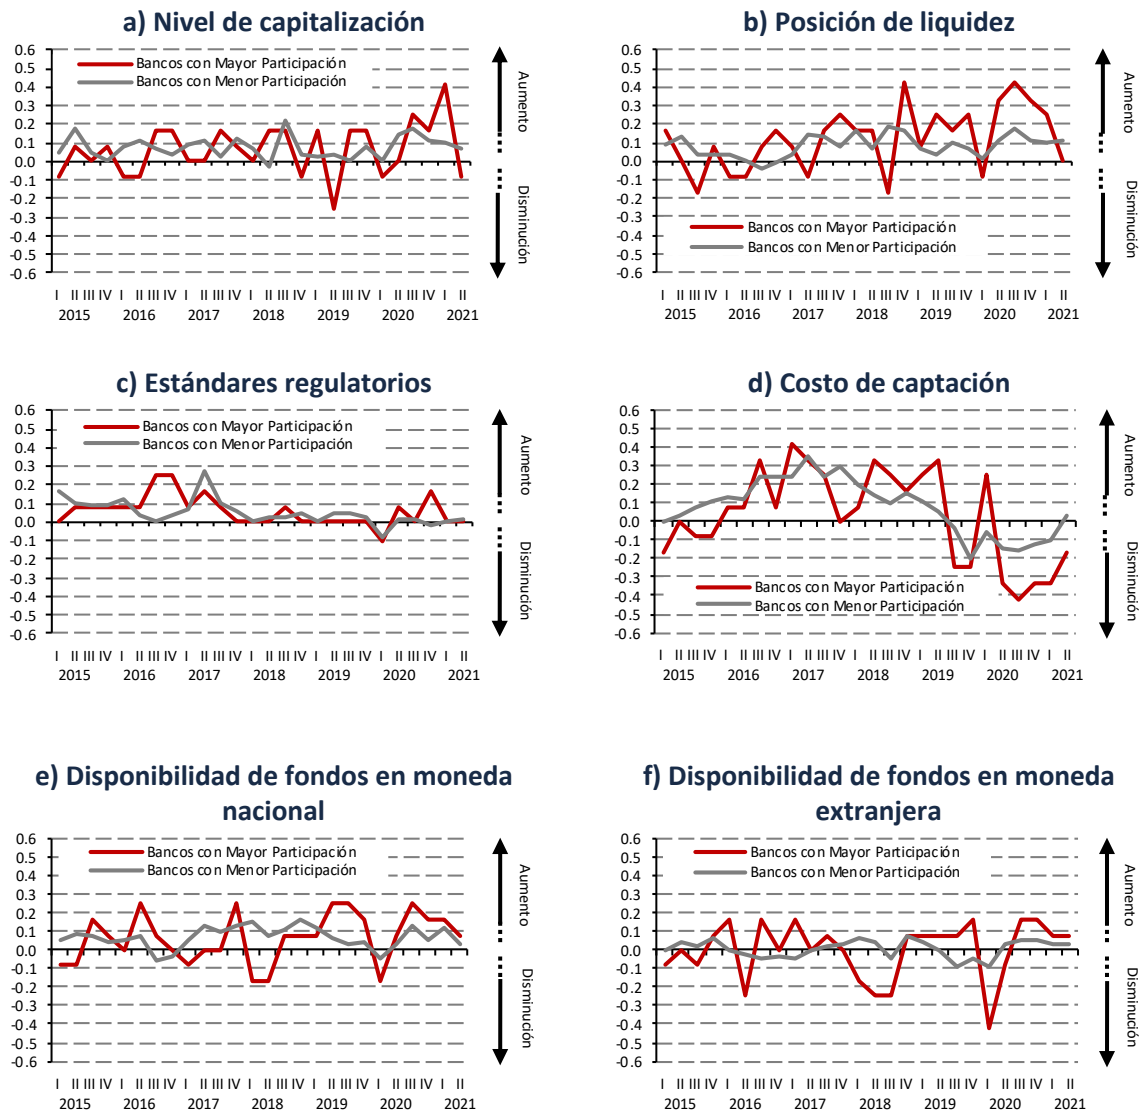 a) Nivel de capitalización
0.6
0.5
0.4
0.3
0.2
0.1
0.0
-0.1
-0.2
-0.3
-0.4
-0.5
-0.6
Bancos con Mayor Participación
Bancos con Menor Participación
I II III IV I II III IV I II III IV I II III IV I II III IV I II III IV I II
2015 2016 2017 2018 2019 2020 2021
Aumento
Disminución
b) Posición de liquidez
0.6
0.5
0.4
0.3
0.2
0.1
0.0
-0.1
-0.2
-0.3
-0.4
-0.5
-0.6
Bancos con Mayor Participación
Bancos con Menor Participación
I II III IV I II III IV I II III IV I II III IV I II III IV I II III IV I II
2015 2016 2017 2018 2019 2020 2021
Aumento
Disminución
c) Estándares regulatorios
0.6
0.5
0.4
0.3
0.2
0.1
0.0
-0.1
-0.2
-0.3
-0.4
-0.5
-0.6
Bancos con Mayor Participación
Bancos con Menor Participación
I II III IV I II III IV I II III IV I II III IV I II III IV I II III IV I II
2015 2016 2017 2018 2019 2020 2021
Aumento
Disminución
d) Costo de captación
0.6
0.5
0.4
0.3
0.2
0.1
0.0
-0.1
-0.2
-0.3
-0.4
-0.5
-0.6
Bancos con Mayor Participación
Bancos con Menor Participación
I II III IV I II III IV I II III IV I II III IV I II III IV I II III IV I II
2015 2016 2017 2018 2019 2020 2021
Aumento
Disminución
e) Disponibilidad de fondos en moneda
nacional
0.6
0.5
0.4
0.3
0.2
0.1
0.0
-0.1
-0.2
-0.3
-0.4
-0.5
-0.6
Bancos con Mayor Participación
Bancos con Menor Participación
I II III IV I II III IV I II III IV I II III IV I II III IV I II III IV I II
2015 2016 2017 2018 2019 2020 2021
Aumento
Disminución
f) Disponibilidad de fondos en moneda
extranjera
0.6
0.5
0.4
0.3
0.2
0.1
0.0
-0.1
-0.2
-0.3
-0.4
-0.5
-0.6
Bancos con Mayor Participación
Bancos con Menor Participación
I II III IV I II III IV I II III IV I II III IV I II III IV I II III IV I II
2015 2016 2017 2018 2019 2020 2021
Aumento
Disminución